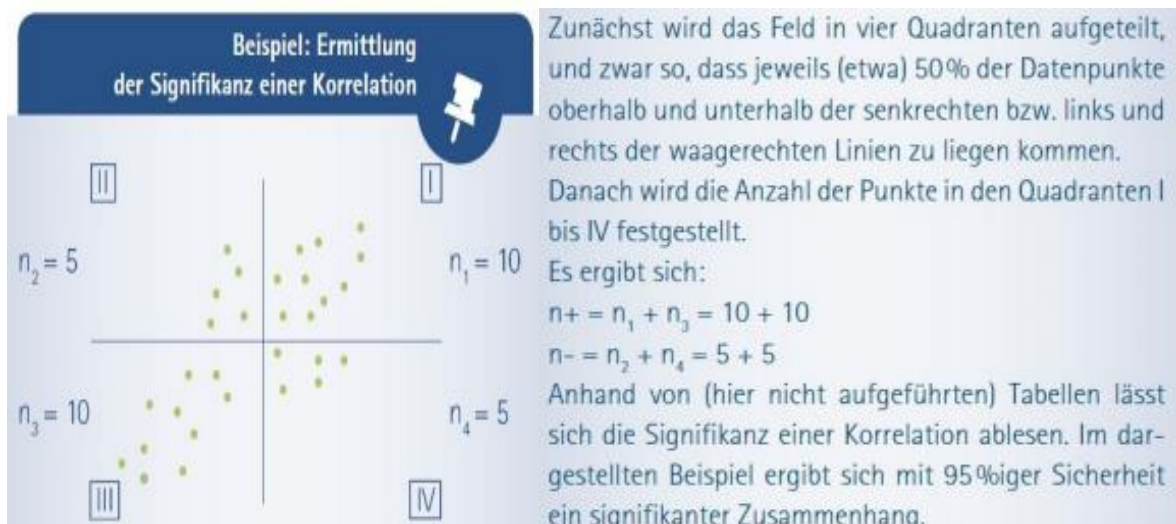 Beispiel: Ermittlung
der Signifikanz einer Korrelation
II
I
n₂ = 5
n₁ = 10
n₃ = 10
n₄ = 5
III
IV
Zunächst wird das Feld in vier Quadranten aufgeteilt,
und zwar so, dass jeweils (etwa) 50% der Datenpunkte
oberhalb und unterhalb der senkrechten bzw. links und
rechts der waagerechten Linien zu liegen kommen.
Danach wird die Anzahl der Punkte in den Quadranten I
bis IV festgestellt.
Es ergibt sich:
n+ = n₁ + n₃ = 10 + 10
n- = n₂ + n₄ = 5 + 5
Anhand von (hier nicht aufgeführten) Tabellen lässt
sich die Signifikanz einer Korrelation ablesen. Im dar-
gestellten Beispiel ergibt sich mit 95%iger Sicherheit
ein signifikanter Zusammenhang.